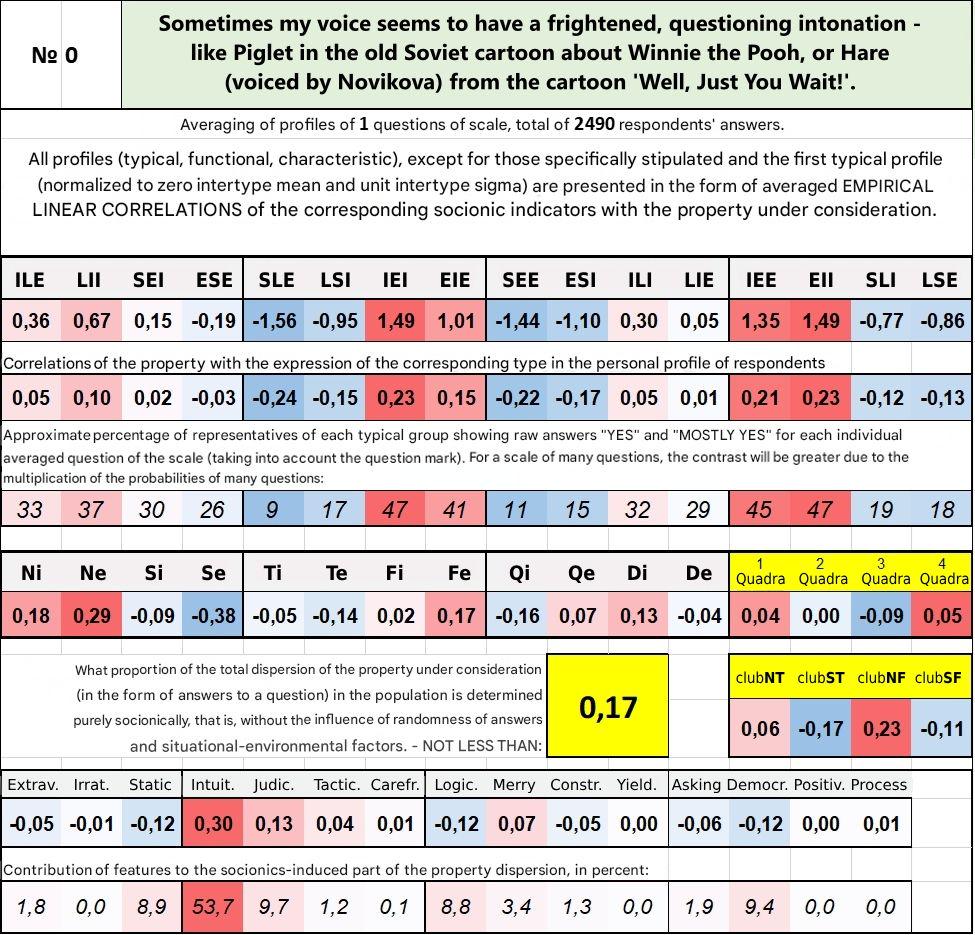 № 0
Sometimes my voice seems to have a frightened, questioning intonation -
like Piglet in the old Soviet cartoon about Winnie the Pooh, or Hare
(voiced by Novikova) from the cartoon 'Well, Just You Wait!'.
Averaging of profiles of 1 questions of scale, total of 2490 respondents' answers.
All profiles (typical, functional, characteristic), except for those specifically stipulated and the first typical profile
(normalized to zero intertype mean and unit intertype sigma) are presented in the form of averaged EMPIRICAL
LINEAR CORRELATIONS of the corresponding socionic indicators with the property under consideration.
ILE LII SEI ESE SLE LSI IEI EIE SEE ESI ILI LIE IEE EII SLI LSE
0,36 0,67 0,15 -0,19 -1,56 -0,95 1,49 1,01 -1,44 -1,10 0,30 0,05 1,35 1,49 -0,77 -0,86
Correlations of the property with the expression of the corresponding type in the personal profile of respondents
0,05 0,10 0,02 -0,03 -0,24 -0,15 0,23 0,15 -0,22 -0,17 0,05 0,01 0,21 0,23 -0,12 -0,13
Approximate percentage of representatives of each typical group showing raw answers "YES" and "MOSTLY YES" for each individual
averaged question of the scale (taking into account the question mark). For a scale of many questions, the contrast will be greater due to the
multiplication of the probabilities of many questions:
33 37 30 26 9 17 47 41 11 15 32 29 45 47 19 18
Ni Ne Si Se Ti Te Fi Fe Qi Qe Di De 1 Quadra 2 Quadra 3 Quadra 4 Quadra
0,18 0,29 -0,09 -0,38 -0,05 -0,14 0,02 0,17 -0,16 0,07 0,13 -0,04 0,04 0,00 -0,09 0,05
What proportion of the total dispersion of the property under consideration
(in the form of answers to a question) in the population is determined
purely socionically, that is, without the influence of randomness of answers
and situational-environmental factors. - NOT LESS THAN:
0,17
clubNT clubST clubNF clubSF
0,06 -0,17 0,23 -0,11
Extrav. Irrat. Static Intuit. Judic. Tactic. Carefr. Logic. Merry Constr. Yield. Asking Democr. Positiv. Process
-0,05 -0,01 -0,12 0,30 0,13 0,04 0,01 -0,12 0,07 -0,05 0,00 -0,06 -0,12 0,00 0,01
Contribution of features to the socionics-induced part of the property dispersion, in percent:
1,8 0,0 8,9 53,7 9,7 1,2 0,1 8,8 3,4 1,3 0,0 1,9 9,4 0,0 0,0